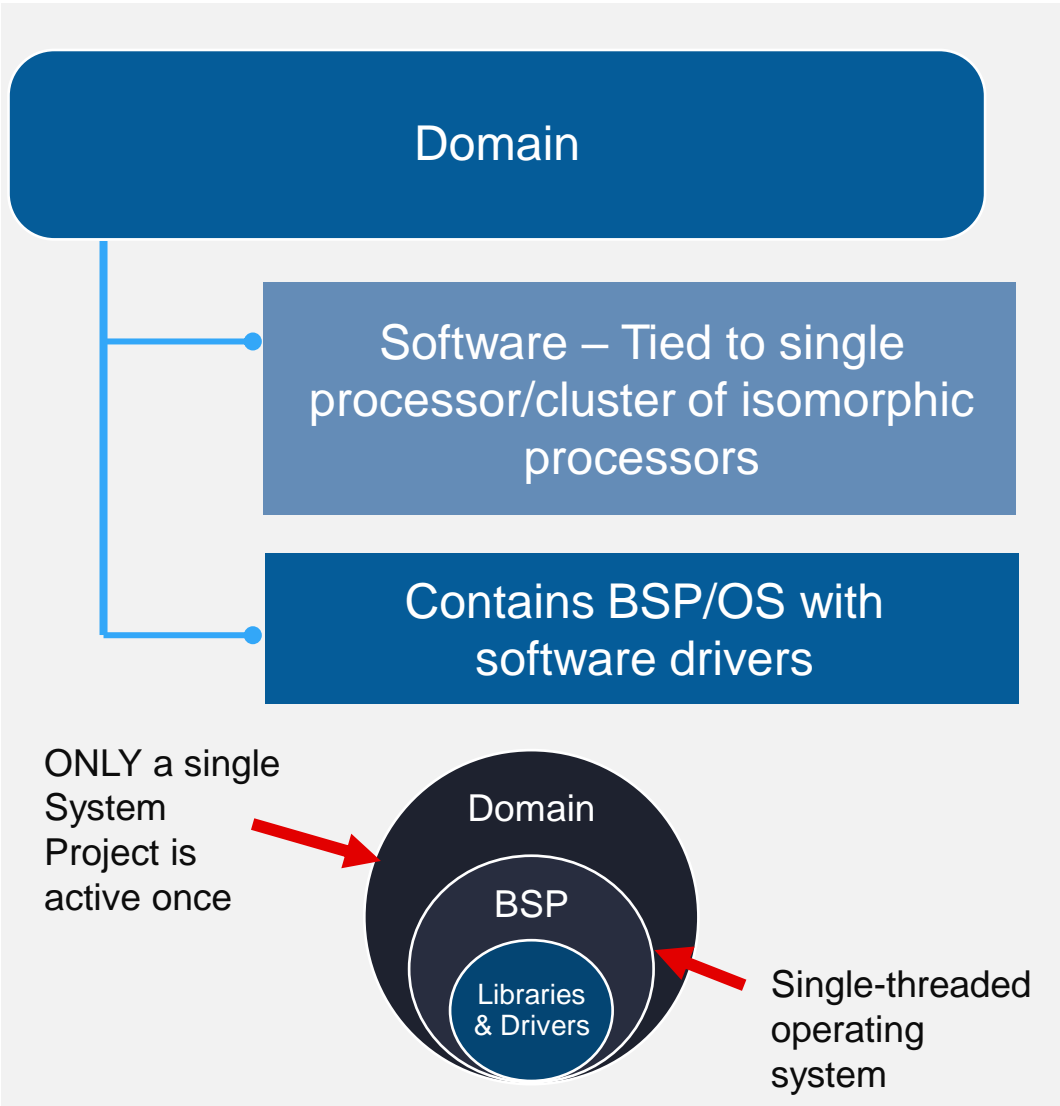 Domain
Software – Tied to single
processor/cluster of isomorphic
processors
Contains BSP/OS with
software drivers
ONLY a single
System
Project is
active once
Domain
BSP
Libraries
& Drivers
Single-threaded
operating
system